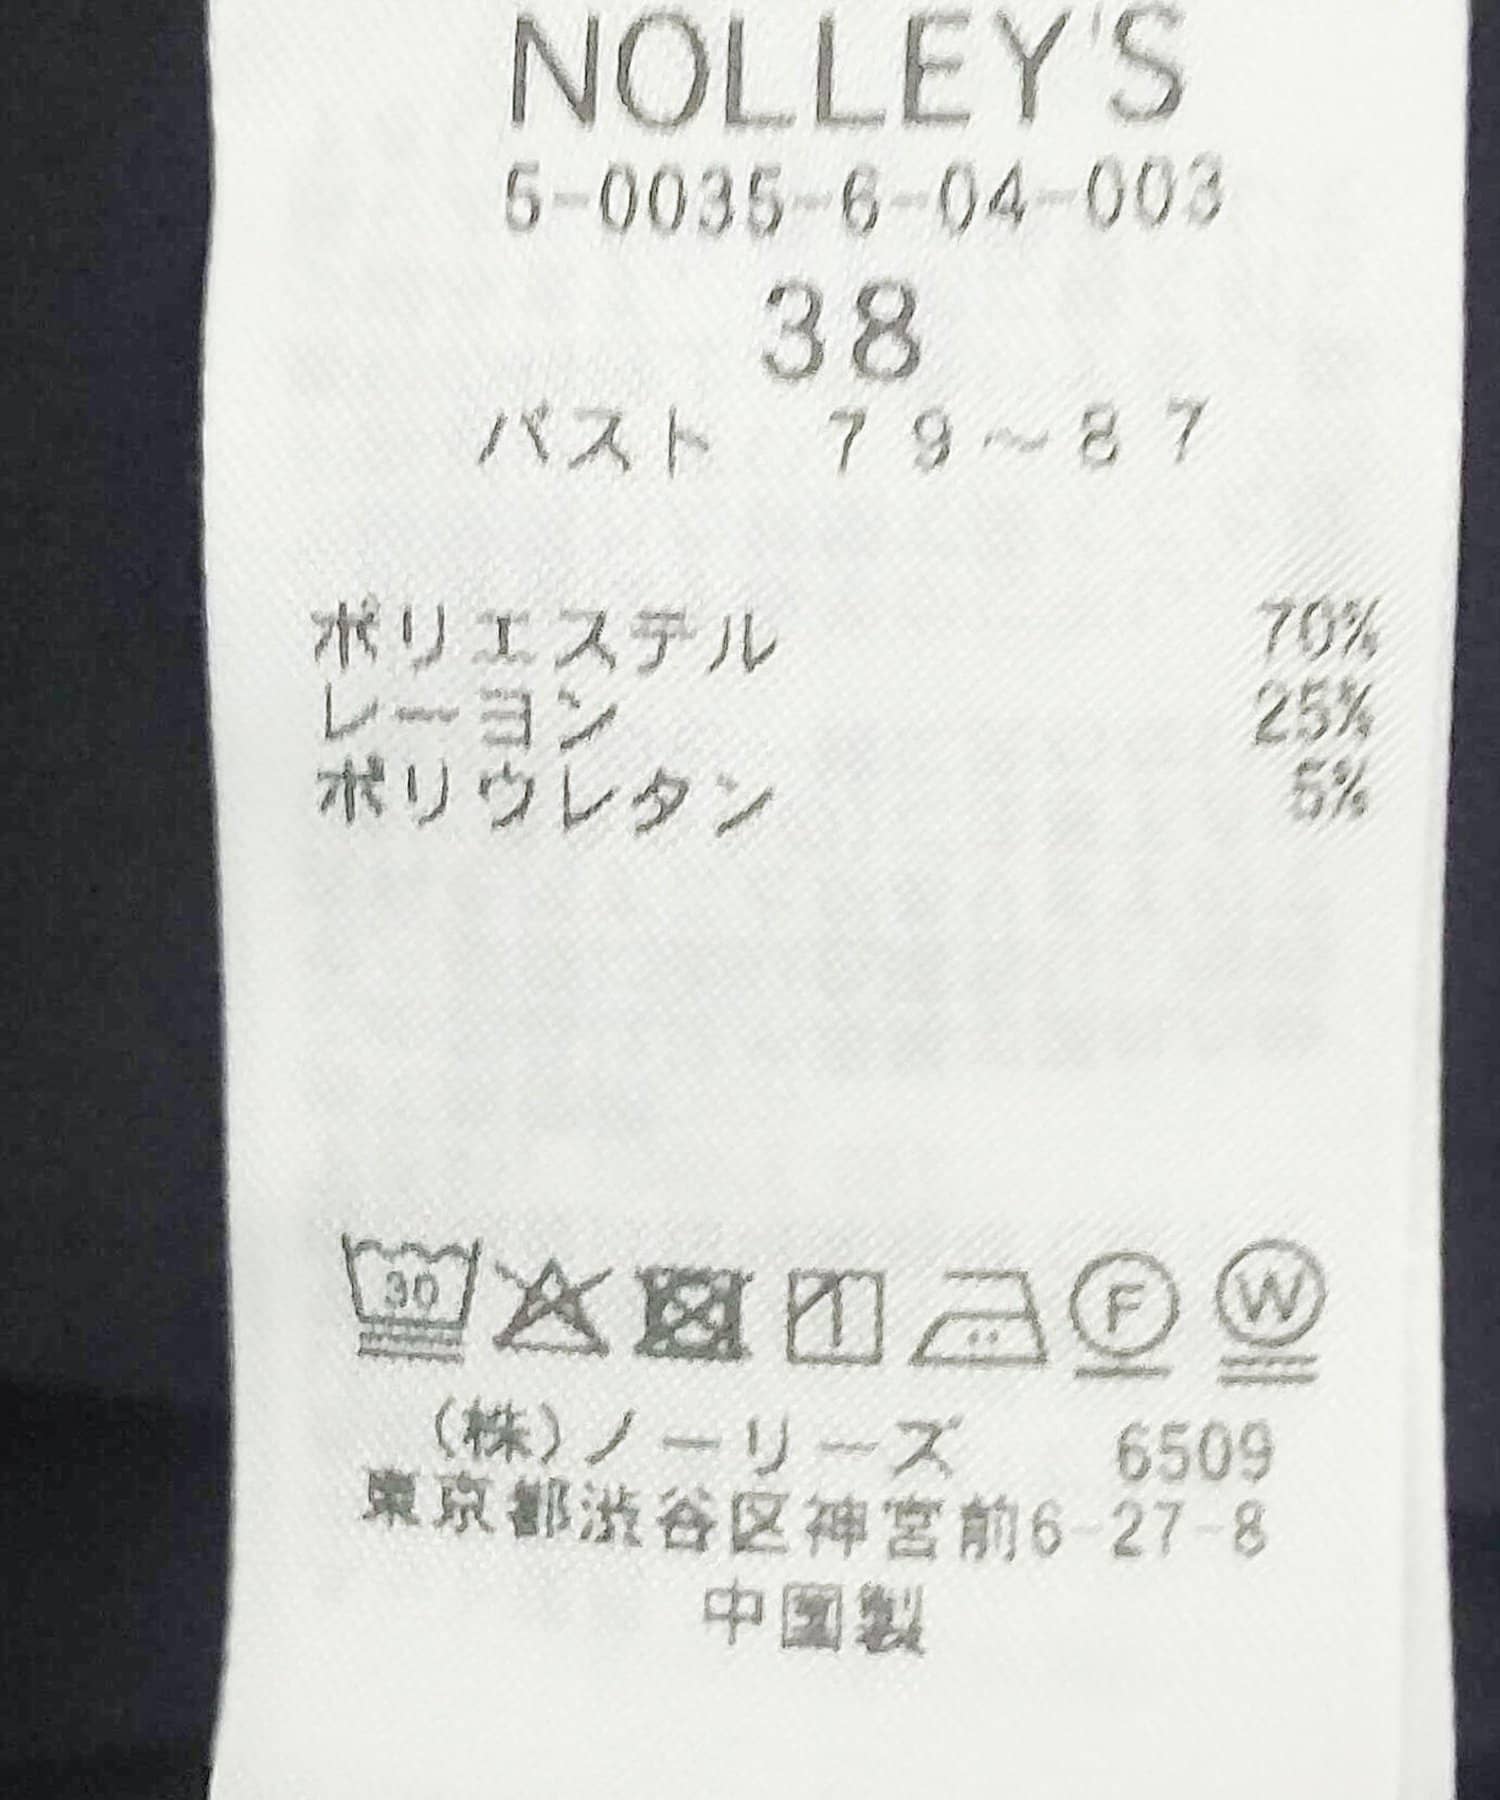 NOLLEY'S
5-0035-6-04-003
38
バスト 79〜87
ポリエステル 70%
レーヨン 25%
ポリウレタン 5%
30
F W
(株)ノーリーズ 6509
東京都渋谷区神宮前6-27-8
中国製